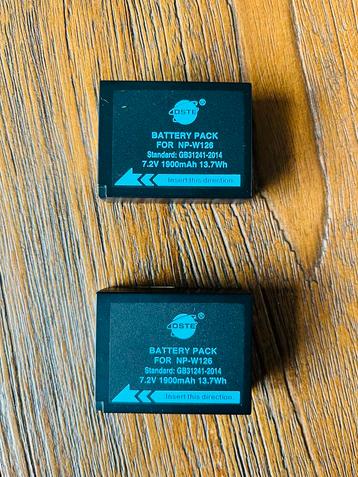 DSTE ®
BATTERY PACK
FOR NP-W126
Standard: GB31241-2014
7.2V 1900mAh 13.7Wh
Insert this direction
DSTE ®
BATTERY PACK
FOR NP-W126
Standard: GB31241-2014
7.2V 1900mAh 13.7Wh
Insert this direction